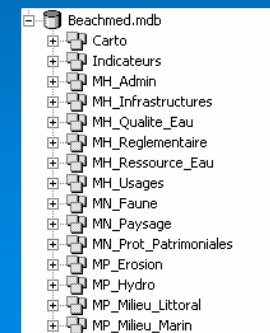 Beachmed.mdb
Carto
Indicateurs
MH_Admin
MH_Infrastructures
MH_Qualite_Eau
MH_Reglementaire
MH_Ressource_Eau
MH_Usages
MN_Faune
MN_Paysage
MN_Prot_Patrimoniales
MP_Erosion
MP_Hydro
MP_Milieu_Littoral
MP_Milieu_Marin